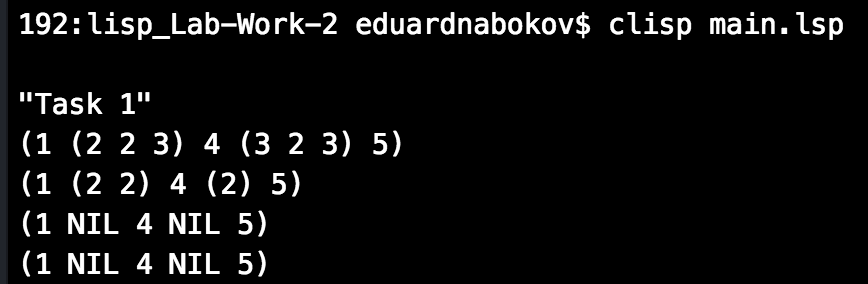 192:lisp_Lab-Work-2 eduardnabokov$ clisp main.lsp
"Task 1"
(1 (2 2 3) 4 (3 2 3) 5)
(1 (2 2) 4 (2) 5)
(1 NIL 4 NIL 5)
(1 NIL 4 NIL 5)